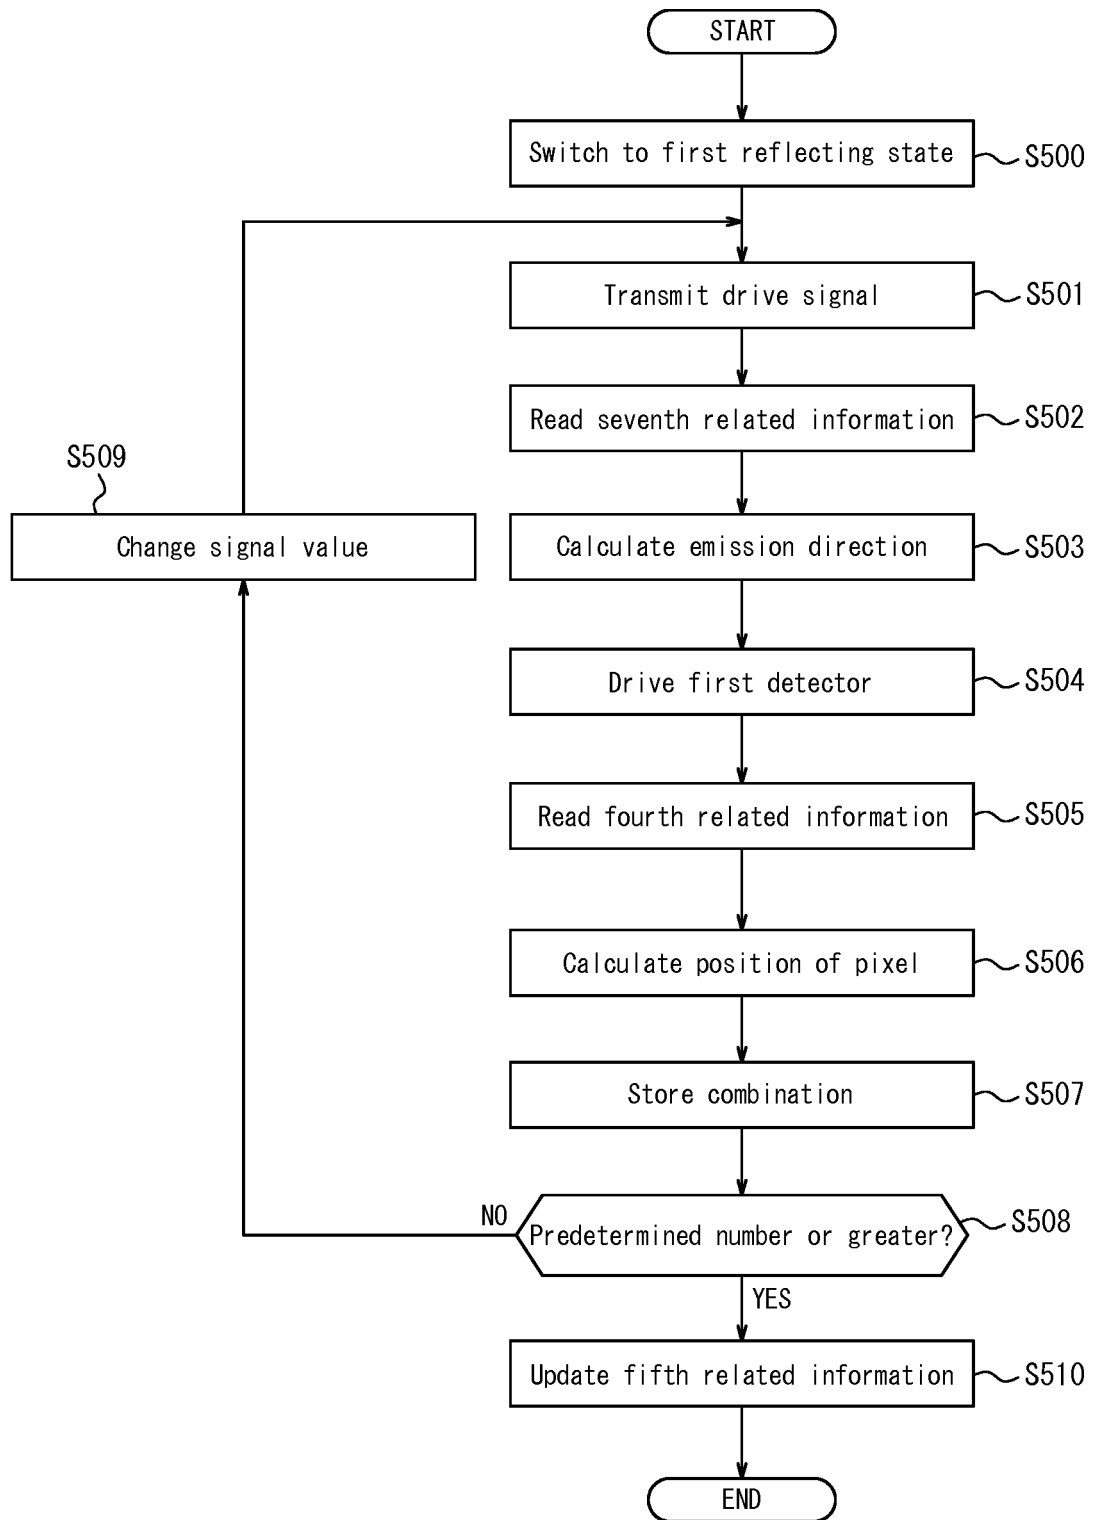 START
Switch to first reflecting state
S500
Transmit drive signal
S501
Read seventh related information
S502
S509
Change signal value
Calculate emission direction
S503
Drive first detector
S504
Read fourth related information
S505
Calculate position of pixel
S506
Store combination
S507
NO
Predetermined number or greater?
S508
YES
Update fifth related information
S510
END